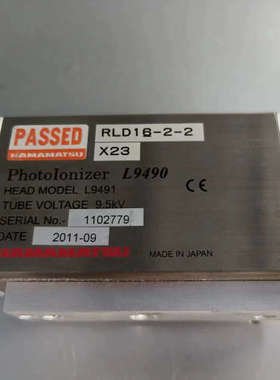 PASSED
HAMAMATSU
RLD16-2-2
X23
PhotoIonizer L9490
HEAD MODEL L9491
TUBE VOLTAGE 9.5kV
CE
SERIAL No.- 1102779
DATE 2011-09
MADE IN JAPAN